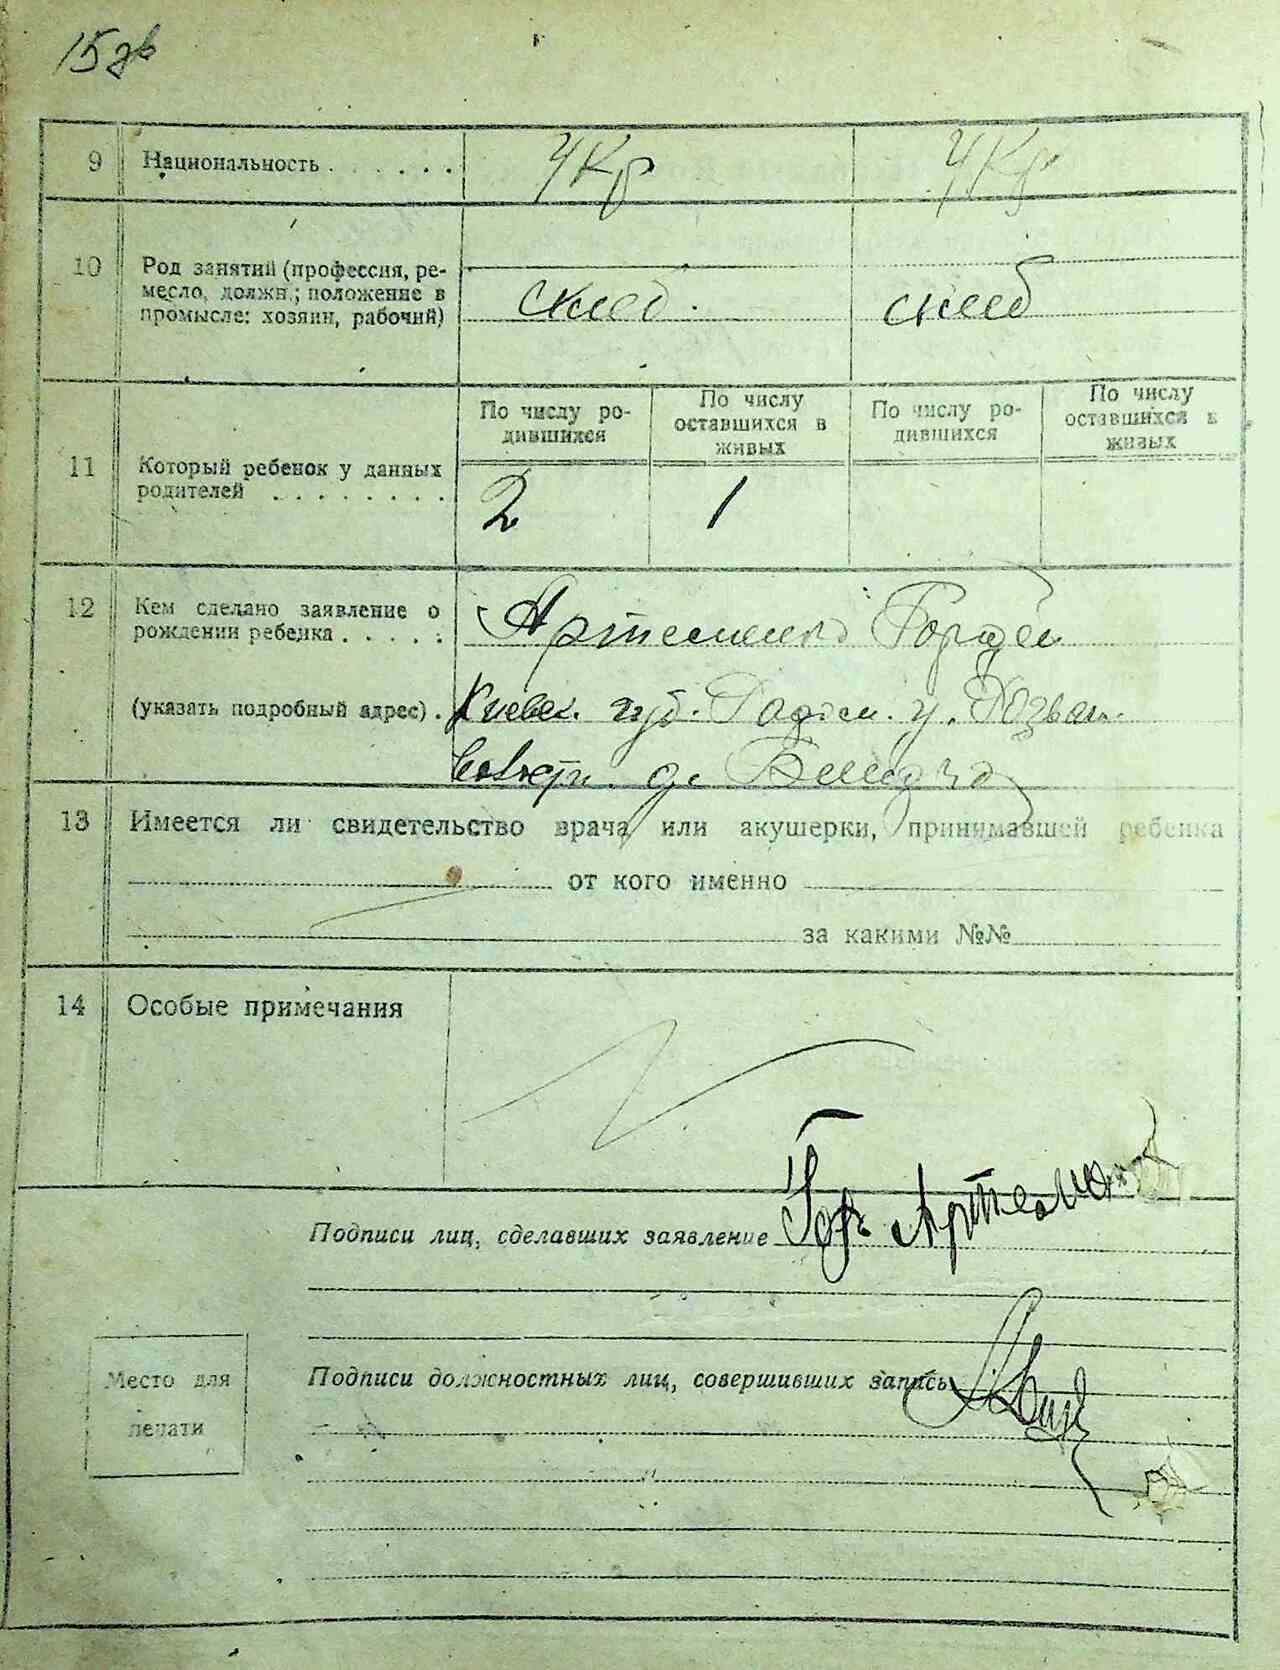 15 зв
9 Национальность . . . . . . . Укр Укр
10 Род занятий (профессия, ре-
месло, должн.; положение в
промысле: хозяин, рабочий)
хлеб. хлеб
По числу ро-
дившихся
По числу
оставшихся в
живых
По числу ро-
дившихся
По числу
оставшихся в
живых
11 Который ребенок у данных
родителей . . . . . . . .
2 1
12 Кем сделано заявление о
рождении ребенка . . . . .
Артеменко Гордей
(указать подробный адрес) . Киевск. губ. Радом. у. Розваж.
волости
13 Имеется ли свидетельство врача или акушерки, принимавшей ребенка
от кого именно
за какими №№
14 Особые примечания
Подписи лиц, сделавших заявление Гор Артеменко
Подписи должностных лиц, совершивших запись
Место для
печати